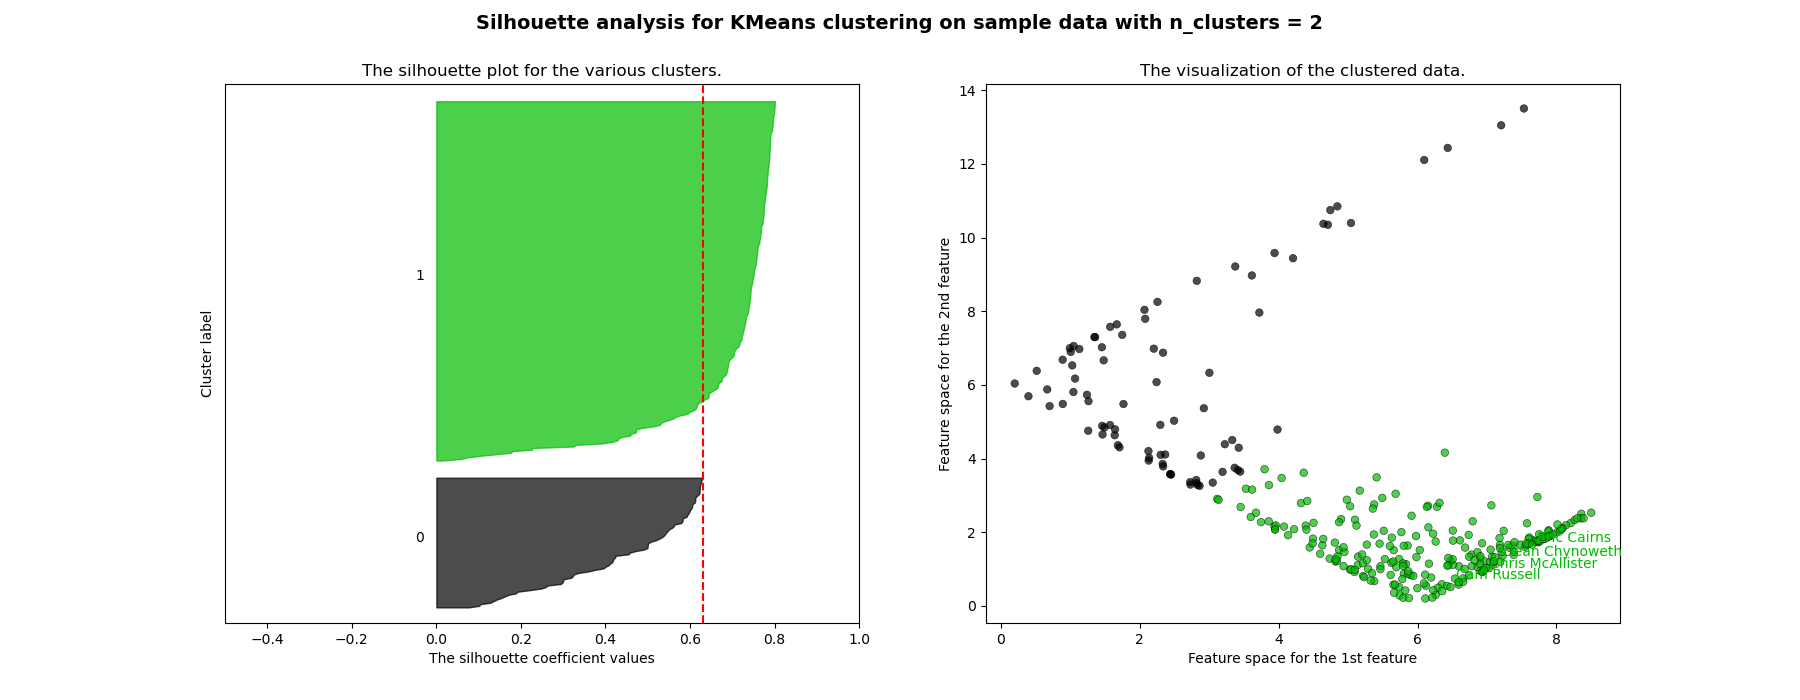 Silhouette analysis for KMeans clustering on sample data with n_clusters = 2
The silhouette plot for the various clusters.
1
0
Cluster label
−0.4 −0.2 0.0 0.2 0.4 0.6 0.8 1.0
The silhouette coefficient values
The visualization of the clustered data.
14
12
10
8
6
4
2
0
Feature space for the 2nd feature
Cairns
Chynoweth
McAllister
Russell
0 2 4 6 8
Feature space for the 1st feature